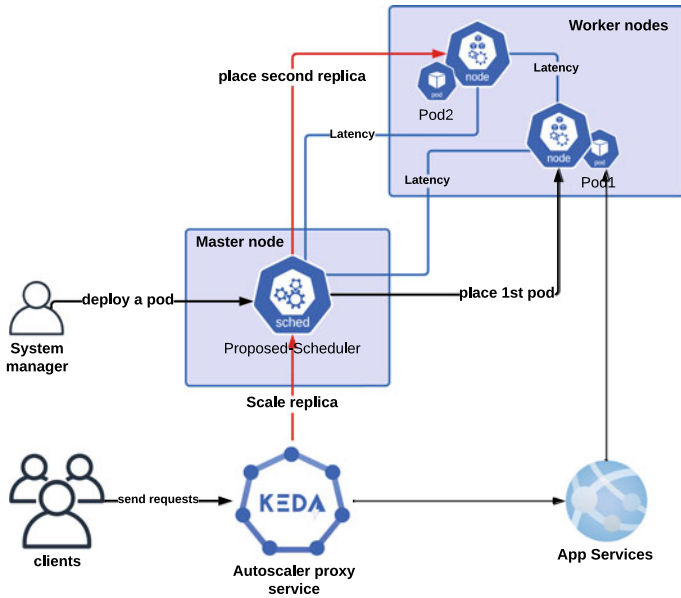 Worker nodes
place second replica
node
pod
Pod2
Latency
Latency
node
pod
Latency
Pod1
Master node
deploy a pod
sched
place 1st pod
Proposed-Scheduler
System
manager
Scale replica
send requests
KEDA
clients
Autoscaler proxy
service
App Services